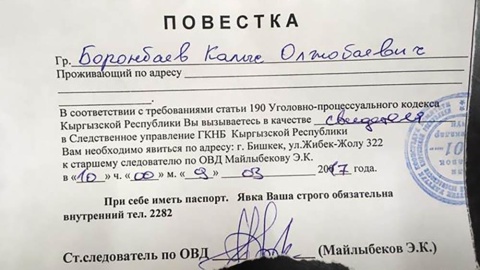 ПОВЕСТКА
Гр. Боронбаев Калыс Олжобаевич
Проживающий по адресу
В соответствии с требованиями статьи 190 Уголовно-процессуального кодекса
Кыргызской Республики Вы вызываетесь в качестве свидетеля
в Следственное управление ГКНБ Кыргызской Республики
Вам необходимо явиться по адресу: г. Бишкек, ул.Жибек-Жолу 322
к старшему следователю по ОВД Майлыбекову Э.К.
в «10» ч. «00» м. «9» 03 2017 года.
При себе иметь паспорт. Явка Ваша строго обязательна
внутренний тел. 2282
Ст.следователь по ОВД (Майлыбеков Э.К.)